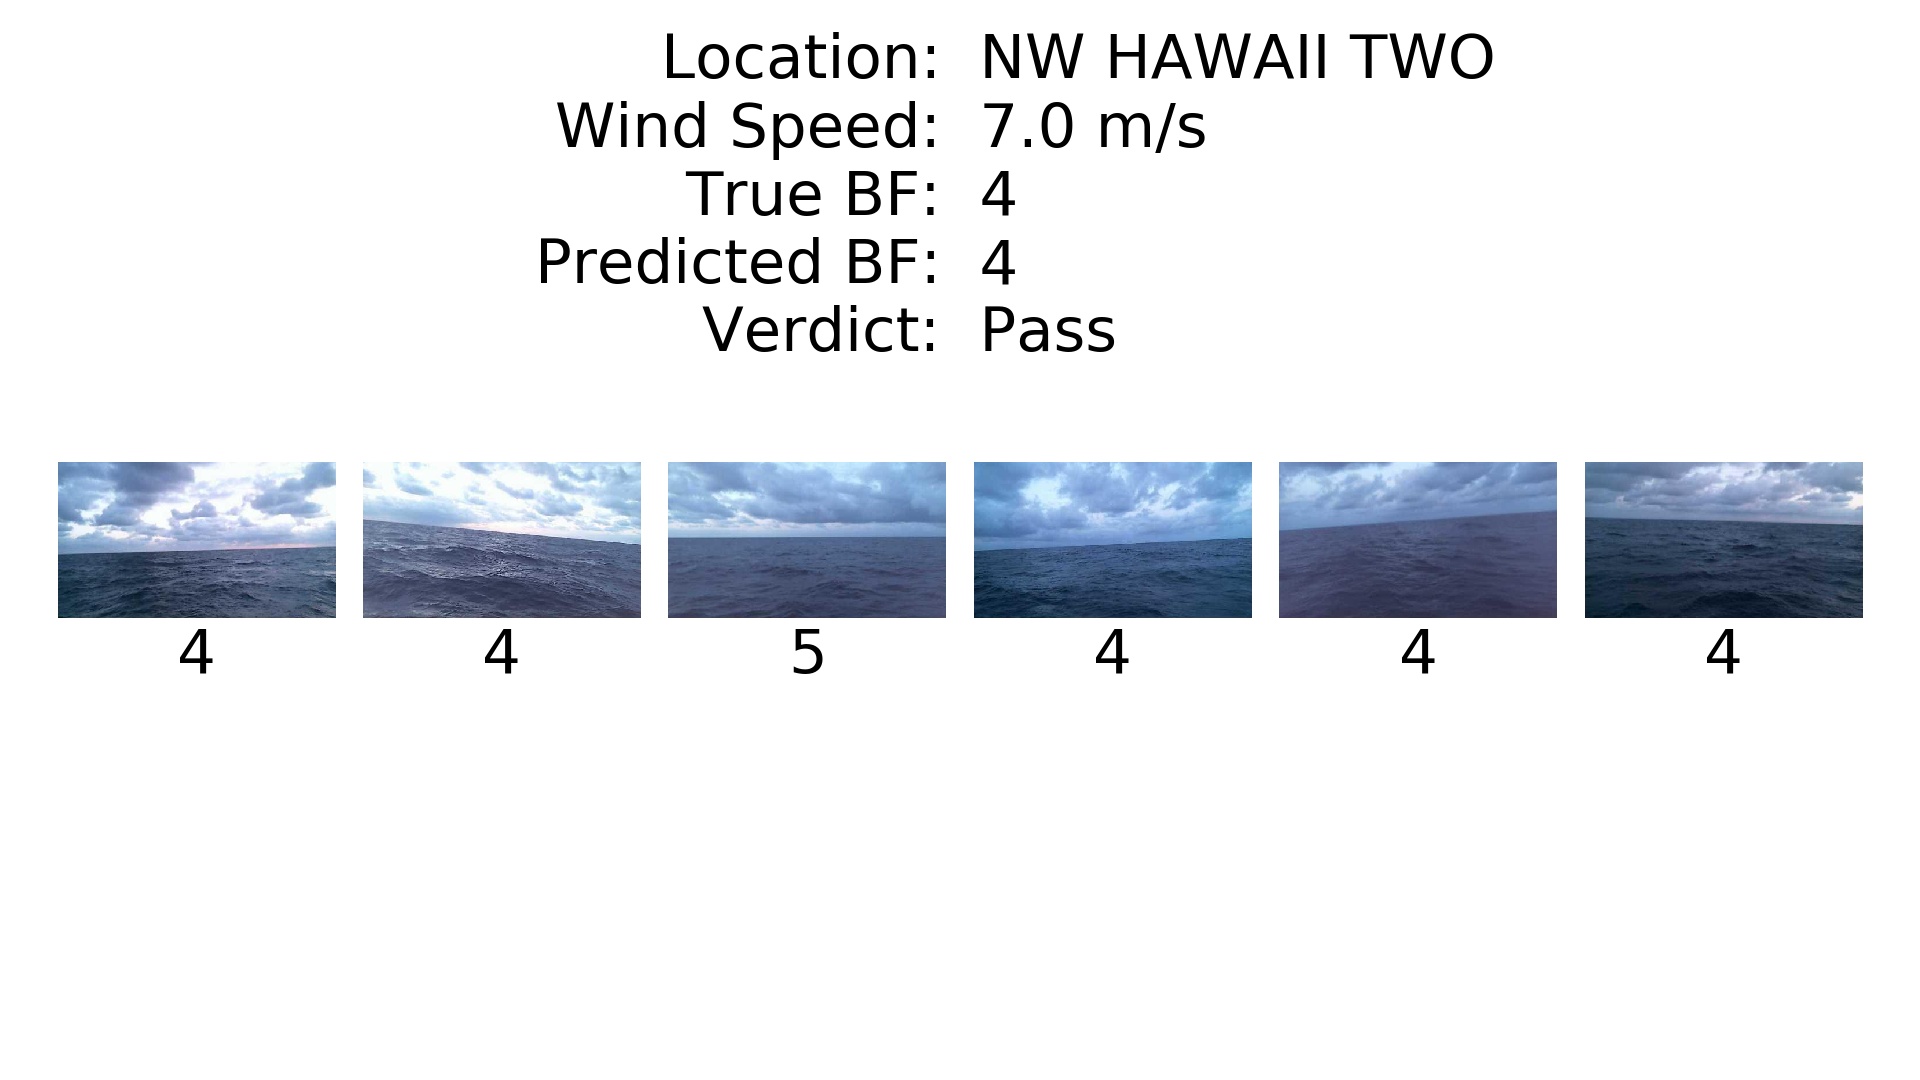 Location: NW HAWAII TWO
Wind Speed: 7.0 m/s
True BF: 4
Predicted BF: 4
Verdict: Pass
4 4 5 4 4 4